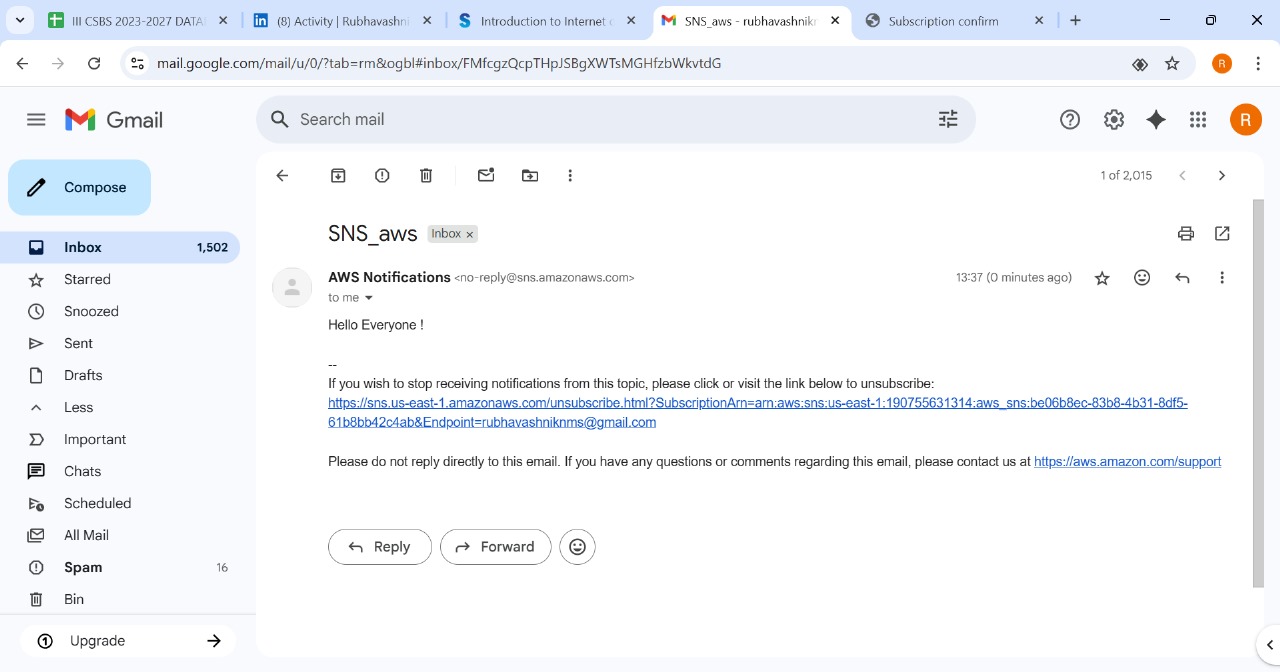 III CSBS 2023-2027 DATA
(8) Activity | Rubhavashni
Introduction to Internet o
SNS_aws - rubhavashnikn
Subscription confirm
mail.google.com/mail/u/0/?tab=rm&ogbl#inbox/FMfcgzQcpTHpJSBgXWTsMGHfzbWkvtdG
R
Gmail
Search mail
R
Compose
1 of 2,015
Inbox 1,502
Starred
Snoozed
Sent
Drafts
Less
Important
Chats
Scheduled
All Mail
Spam 16
Bin
Upgrade
SNS_aws Inbox
AWS Notifications <no-reply@sns.amazonaws.com>
13:37 (0 minutes ago)
to me
Hello Everyone !
--
If you wish to stop receiving notifications from this topic, please click or visit the link below to unsubscribe:
https://sns.us-east-1.amazonaws.com/unsubscribe.html?SubscriptionArn=arn:aws:sns:us-east-1:190755631314:aws_sns:be06b8ec-83b8-4b31-8df5-
61b8bb42c4ab&Endpoint=rubhavashniknms@gmail.com
Please do not reply directly to this email. If you have any questions or comments regarding this email, please contact us at https://aws.amazon.com/support
Reply
Forward